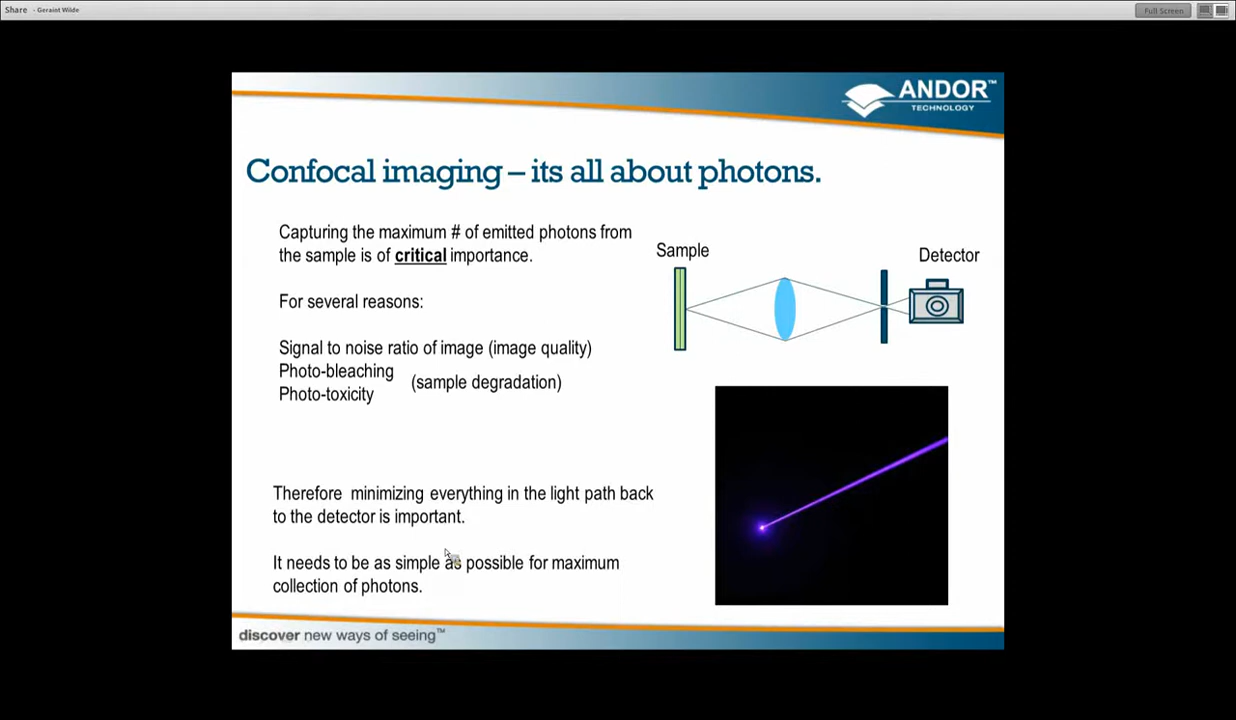 Share - Geraint Wilde
Full Screen
ANDOR™
TECHNOLOGY
Confocal imaging – its all about photons.
Capturing the maximum # of emitted photons from
the sample is of critical importance.
For several reasons:
Signal to noise ratio of image (image quality)
Photo-bleaching
(sample degradation)
Photo-toxicity
Sample
Detector
Therefore minimizing everything in the light path back
to the detector is important.
It needs to be as simple as possible for maximum
collection of photons.
discover new ways of seeing™